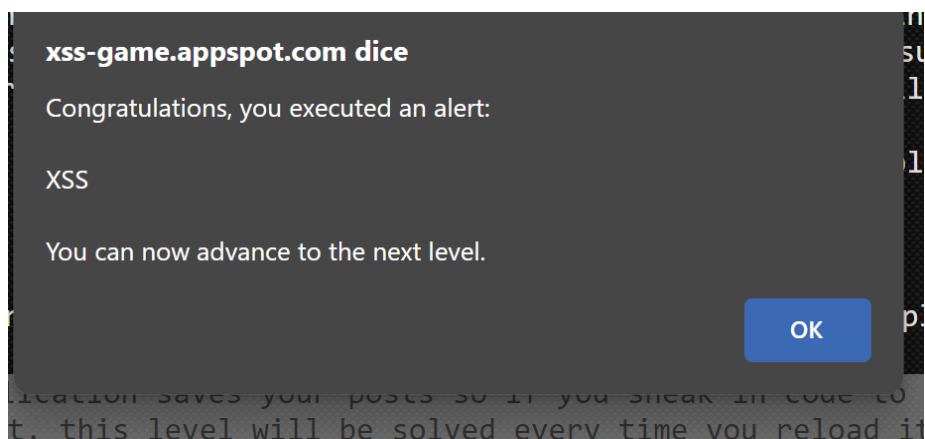 xss-game.appspot.com dice
Congratulations, you executed an alert:
XSS
You can now advance to the next level.
OK
lication saves your posts so if you sneak in code to
t, this level will be solved every time you reload it